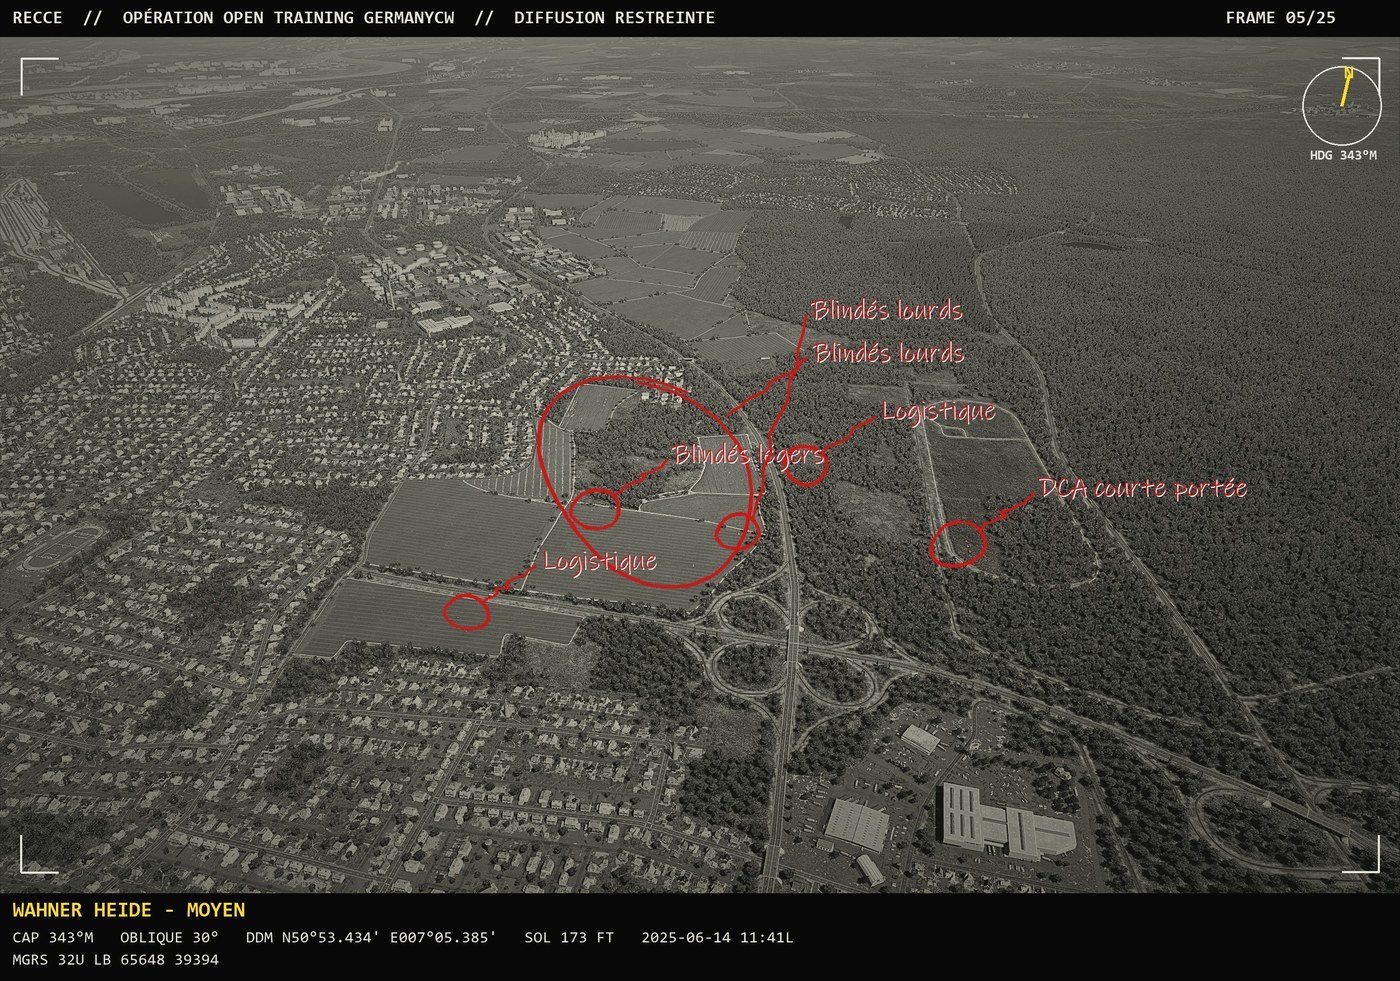 RECCE // OPÉRATION OPEN TRAINING GERMANYCW // DIFFUSION RESTREINTE
FRAME 05/25
N
HDG 343°M
Blindés lourds
Blindés lourds
Logistique
Blindés légers
DCA courte portée
Logistique
WAHNER HEIDE - MOYEN
CAP 343°M OBLIQUE 30° DDM N50°53.434' E007°05.385' SOL 173 FT 2025-06-14 11:41L
MGRS 32U LB 65648 39394